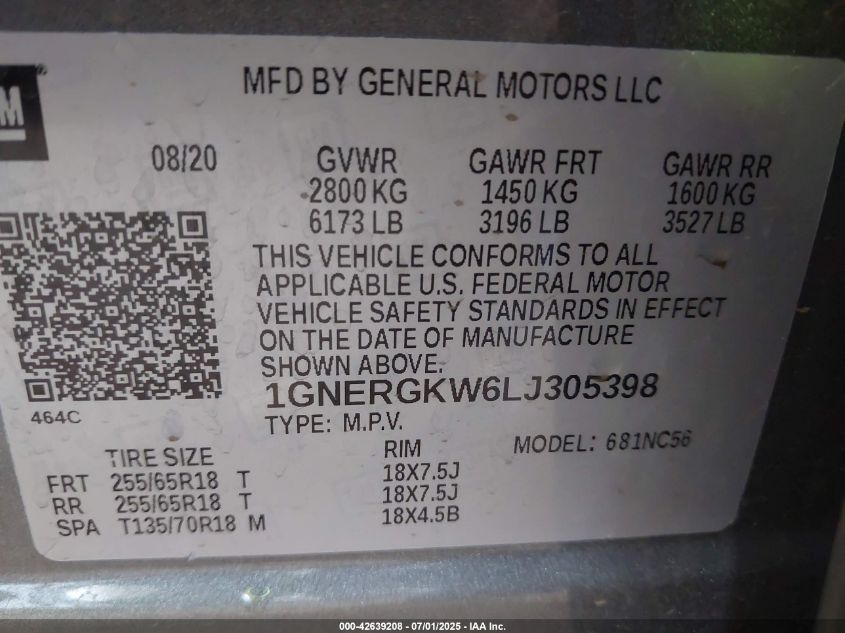 MFD BY GENERAL MOTORS LLC
08/20 GVWR GAWR FRT GAWR RR
2800 KG 1450 KG 1600 KG
6173 LB 3196 LB 3527 LB
THIS VEHICLE CONFORMS TO ALL
APPLICABLE U.S. FEDERAL MOTOR
VEHICLE SAFETY STANDARDS IN EFFECT
ON THE DATE OF MANUFACTURE
SHOWN ABOVE.
1GNERGKW6LJ305398
464C
TYPE: M.P.V. MODEL: 681NC56
TIRE SIZE RIM
FRT 255/65R18 T 18X7.5J
RR 255/65R18 T 18X7.5J
SPA T135/70R18 M 18X4.5B
000-42639208 - 07/01/2025 - IAA Inc.